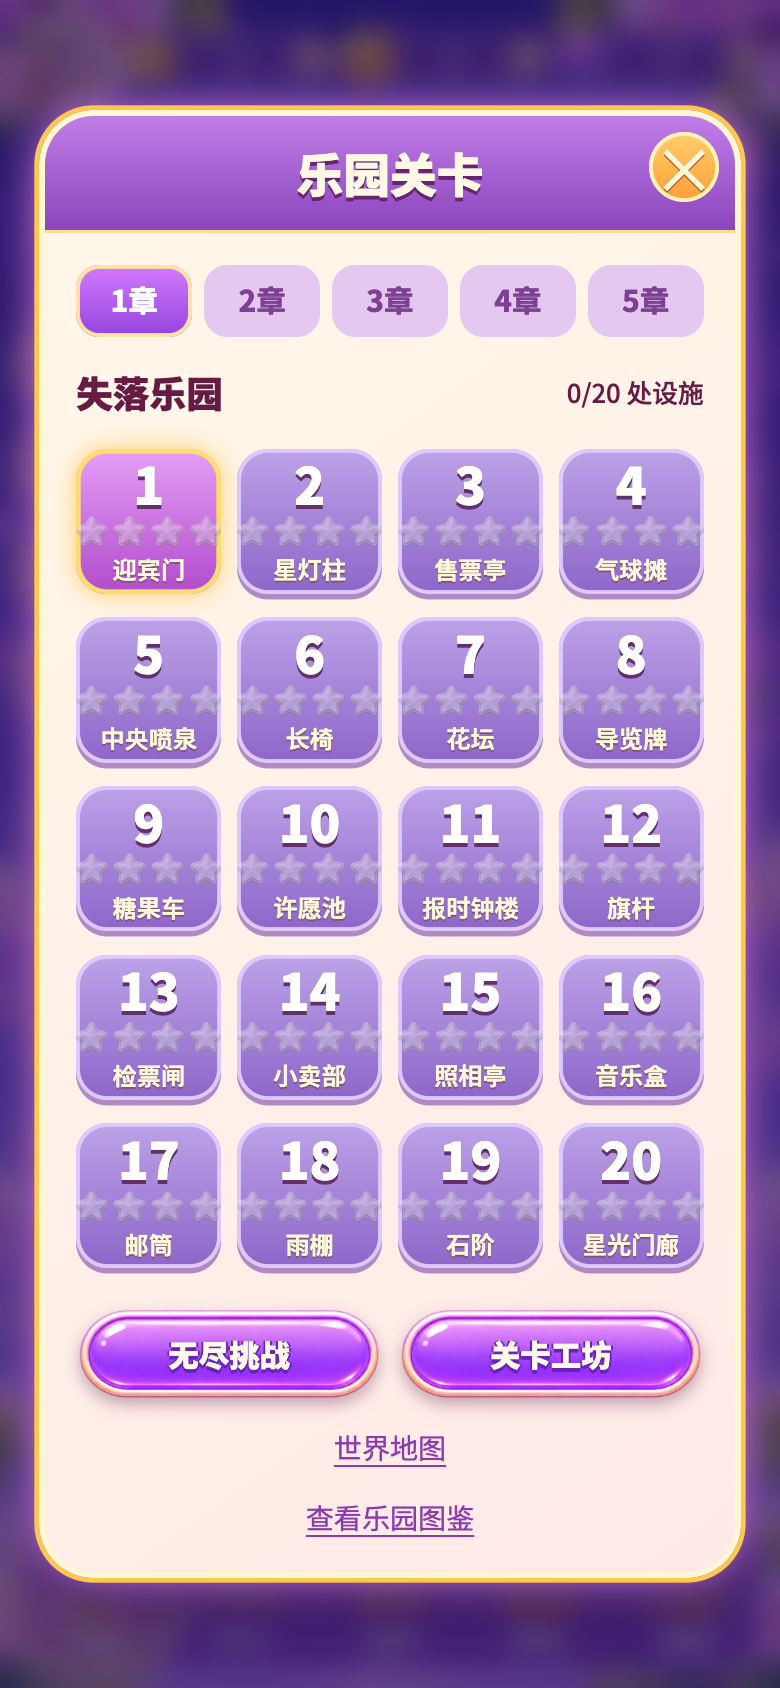 乐园关卡
1章 2章 3章 4章 5章
失落乐园 0/20 处设施
1 2 3 4
迎宾门 星灯柱 售票亭 气球摊
5 6 7 8
中央喷泉 长椅 花坛 导览牌
9 10 11 12
糖果车 许愿池 报时钟楼 旗杆
13 14 15 16
检票闸 小卖部 照相亭 音乐盒
17 18 19 20
邮筒 雨棚 石阶 星光门廊
无尽挑战 关卡工坊
世界地图
查看乐园图鉴